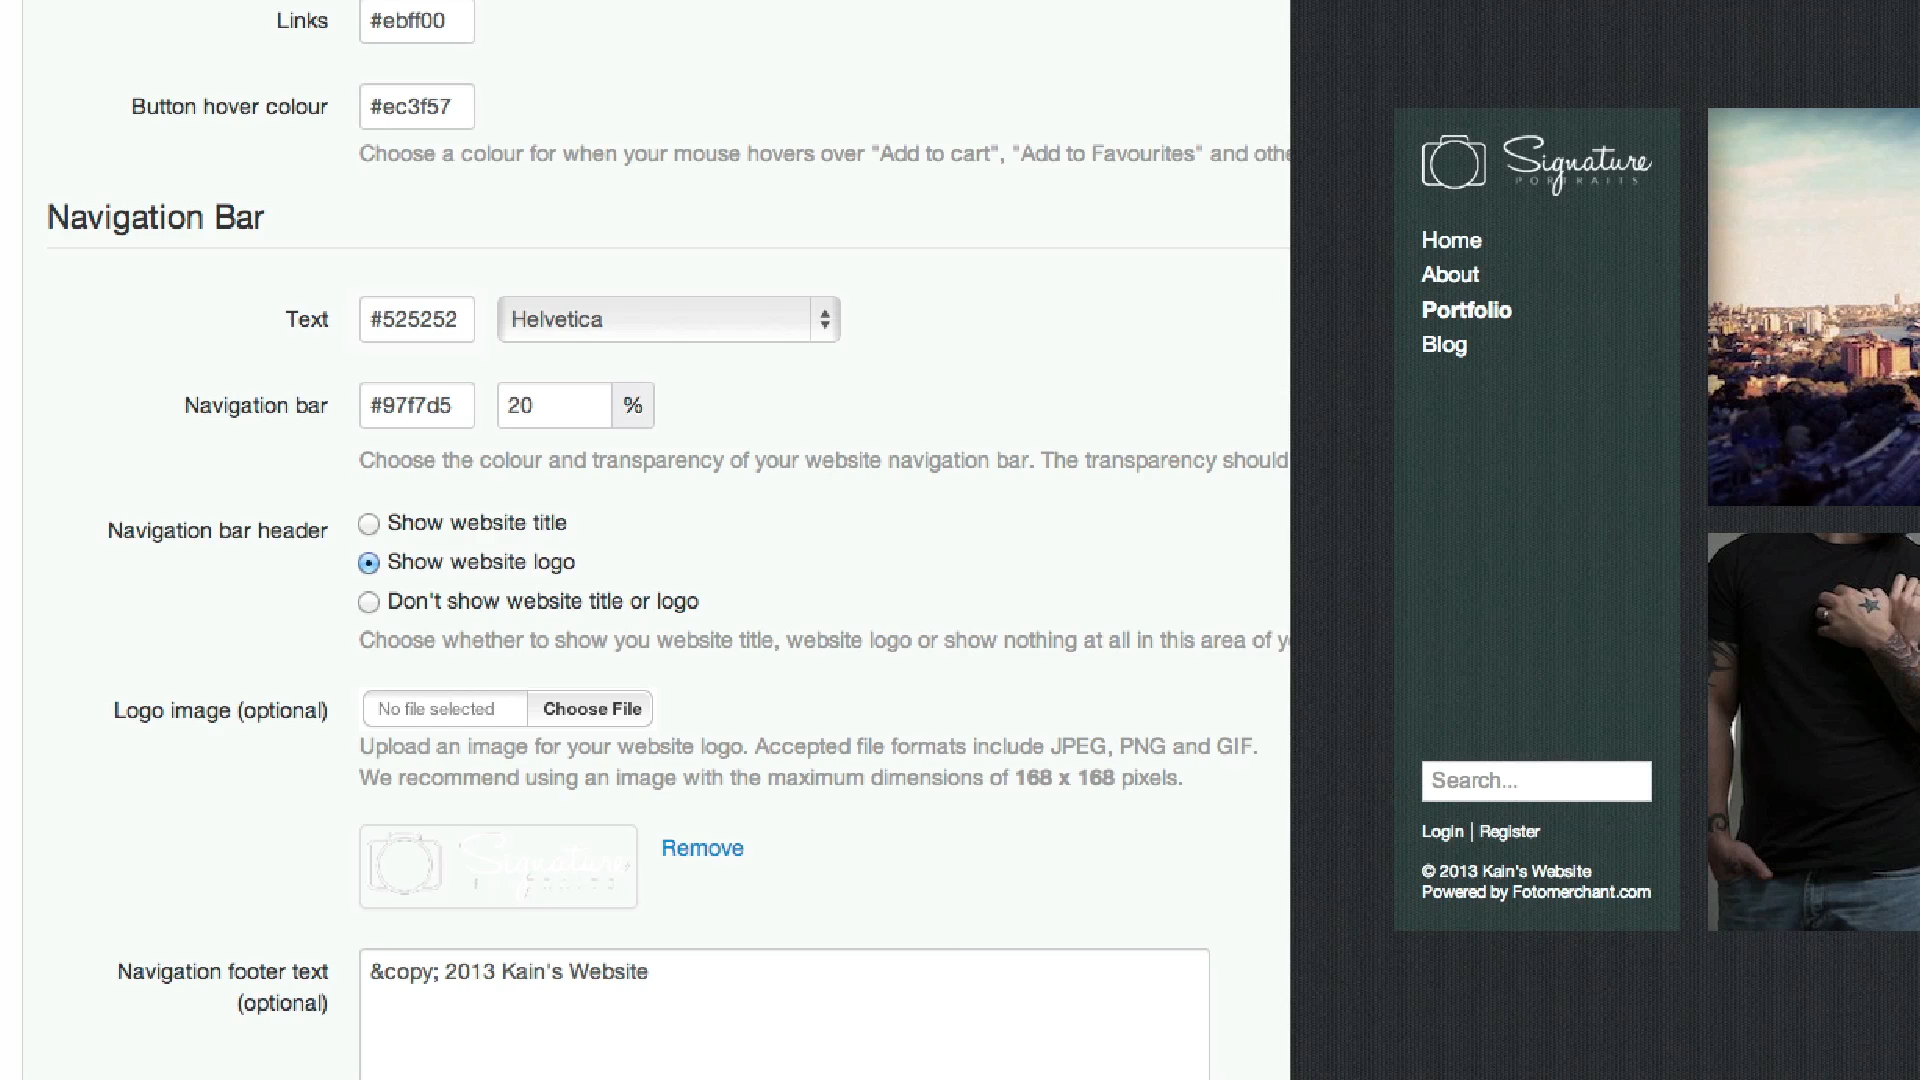 Links #ebff00
Button hover colour #ec3f57
Choose a colour for when your mouse hovers over "Add to cart", "Add to Favourites" and othe
Navigation Bar
Text #525252 Helvetica
Navigation bar #97f7d5 20 %
Choose the colour and transparency of your website navigation bar. The transparency should
Navigation bar header
Show website title
Show website logo
Don't show website title or logo
Choose whether to show you website title, website logo or show nothing at all in this area of y
Logo image (optional) No file selected Choose File
Upload an image for your website logo. Accepted file formats include JPEG, PNG and GIF.
We recommend using an image with the maximum dimensions of 168 x 168 pixels.
Signature
Remove
Navigation footer text
(optional)
&copy; 2013 Kain's Website
Signature
PORTRAITS
Home
About
Portfolio
Blog
Search...
Login | Register
© 2013 Kain's Website
Powered by Fotomerchant.com